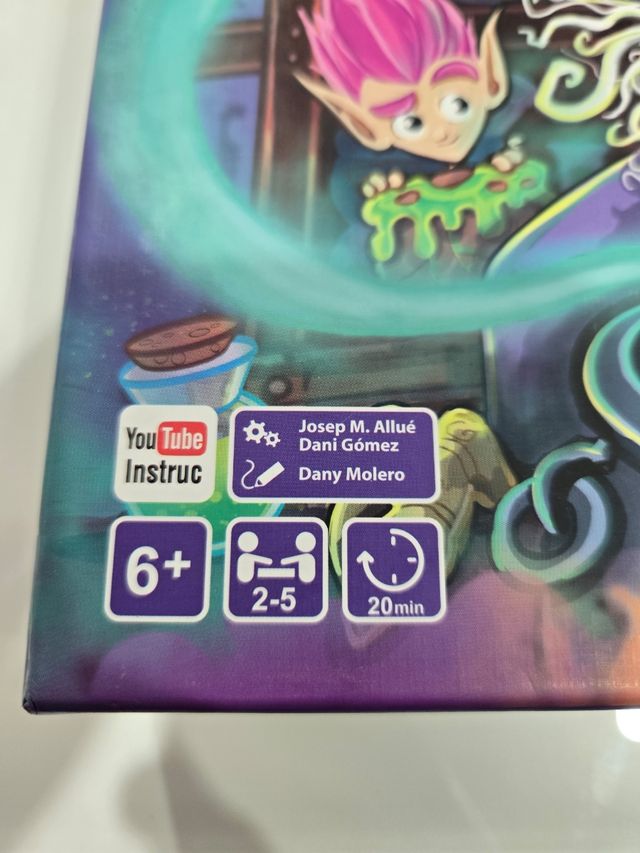 YouTube
Instruc
Josep M. Allué
Dani Gómez
Dany Molero
6+
2-5
20min